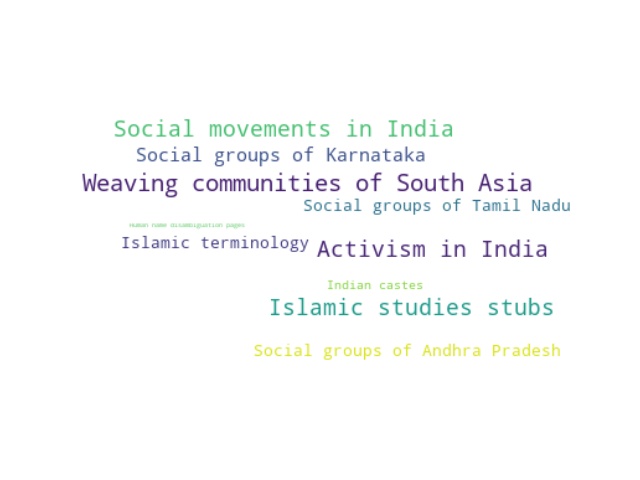 Social movements in India
Social groups of Karnataka
Weaving communities of South Asia
Social groups of Tamil Nadu
Human name disambiguation pages
Islamic terminology
Activism in India
Indian castes
Islamic studies stubs
Social groups of Andhra Pradesh